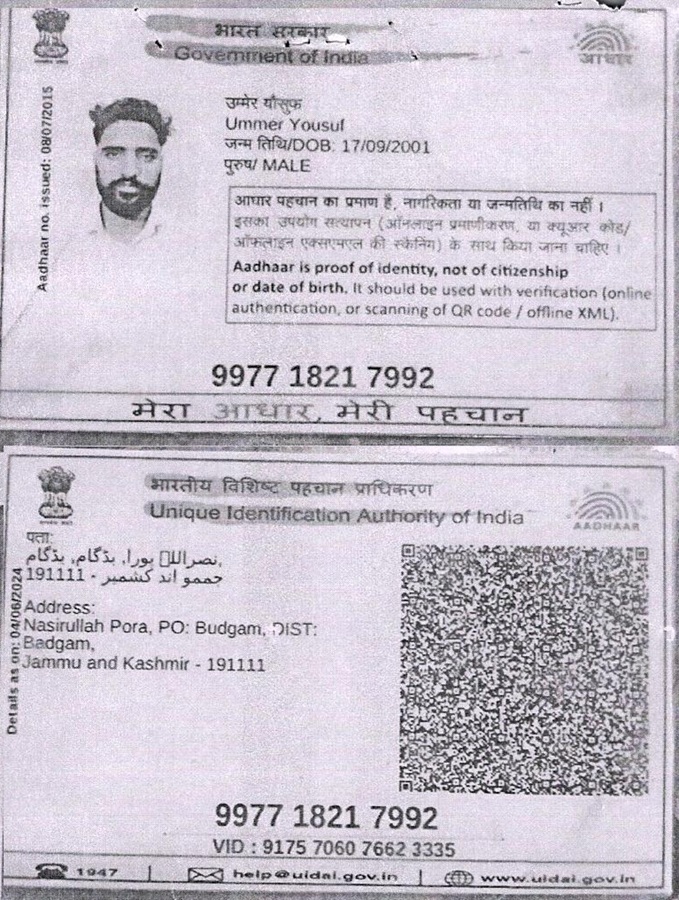 भारत सरकार
Government of India
आधार
Aadhaar no. issued: 08/07/2015
उम्मेर यौसुफ
Ummer Yousuf
जन्म तिथि/DOB: 17/09/2001
पुरुष/ MALE
आधार पहचान का प्रमाण है, नागरिकता या जन्मतिथि का नहीं ।
इसका उपयोग सत्यापन (ऑनलाइन प्रमाणीकरण, या क्यूआर कोड/
ऑफलाइन एक्सएमएल की स्कैनिंग) के साथ किया जाना चाहिए ।
Aadhaar is proof of identity, not of citizenship
or date of birth. It should be used with verification (online
authentication, or scanning of QR code / offline XML).
9977 1821 7992
मेरा आधार, मेरी पहचान
भारतीय विशिष्ट पहचान प्राधिकरण
Unique Identification Authority of India
AADHAAR
Details as on: 04/06/2024
पता:
پورا, بڈگام, بڈگام,
جممو اند کشمیر - 191111
Address:
Nasirullah Pora, PO: Budgam, DIST:
Badgam,
Jammu and Kashmir - 191111
9977 1821 7992
VID : 9175 7060 7662 3335
1947
help@uidai.gov.in
www.uidai.gov.in